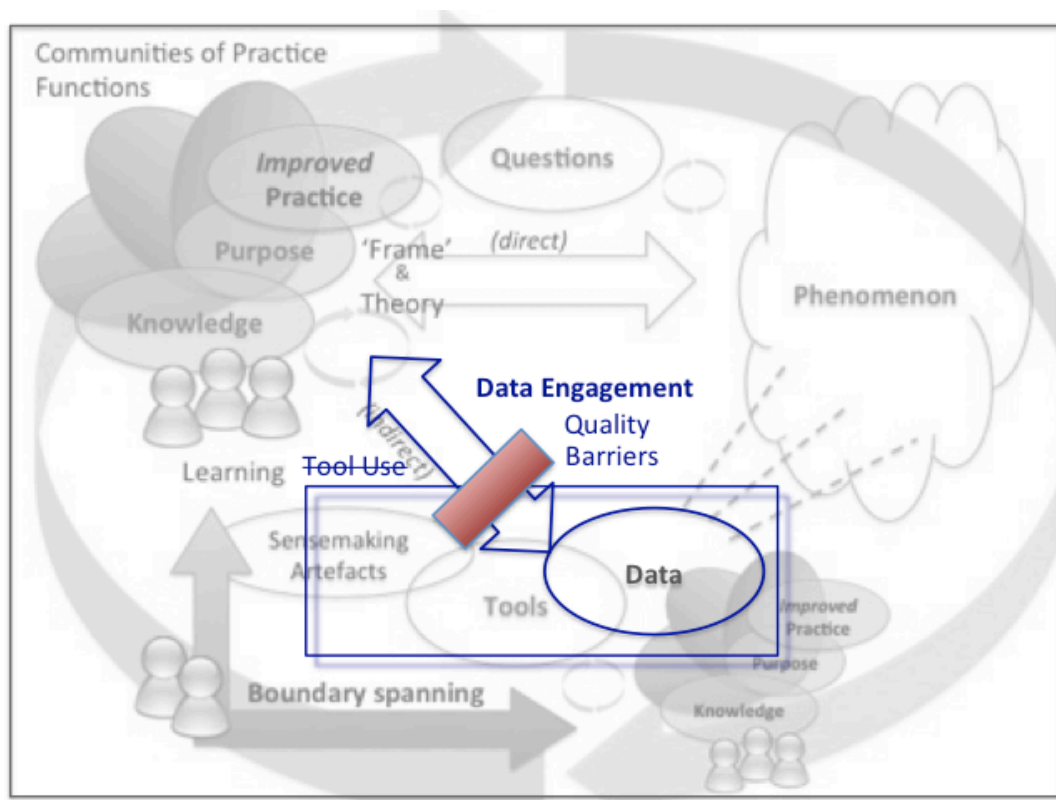 Communities of Practice
Functions
Improved
Practice
Questions
Purpose
'Frame'
&
Theory
(direct)
Knowledge
Phenomenon
Data Engagement
Quality
Barriers
(indirect)
Tool Use
Learning
Sensemaking
Artefacts
Tools
Data
Improved
Practice
Purpose
Knowledge
Boundary spanning